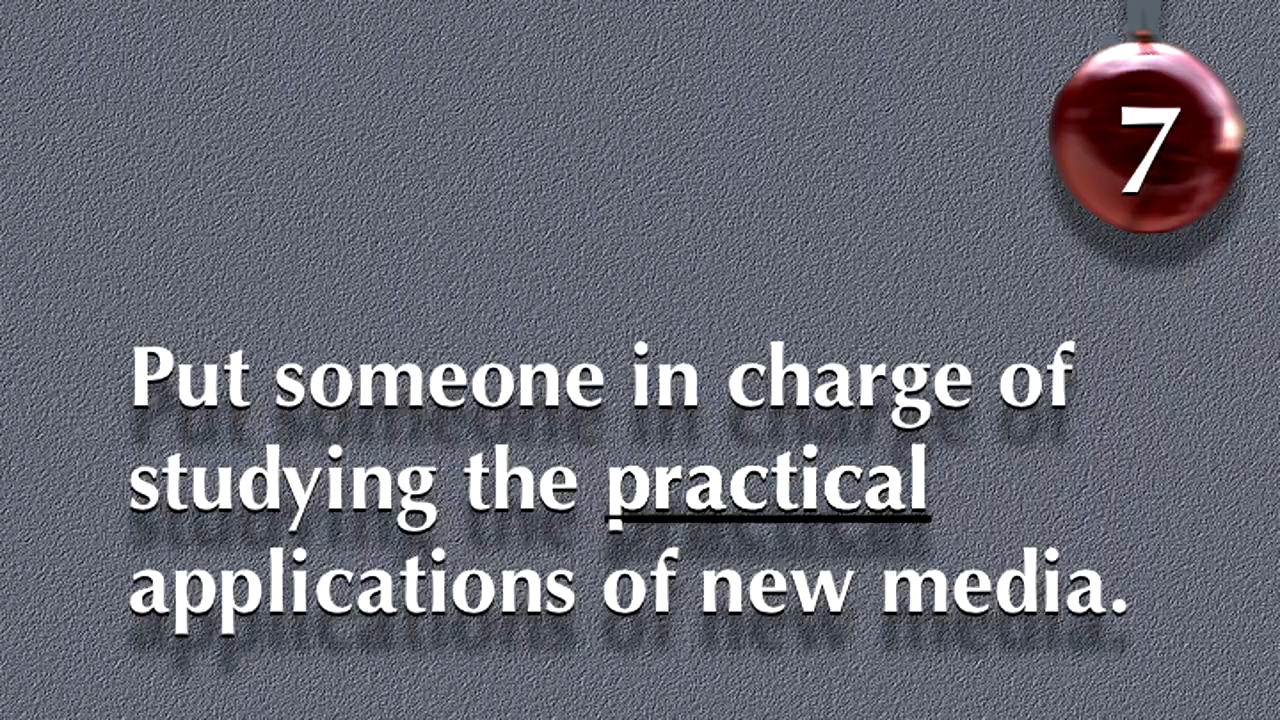 7
Put someone in charge of
studying the practical
applications of new media.